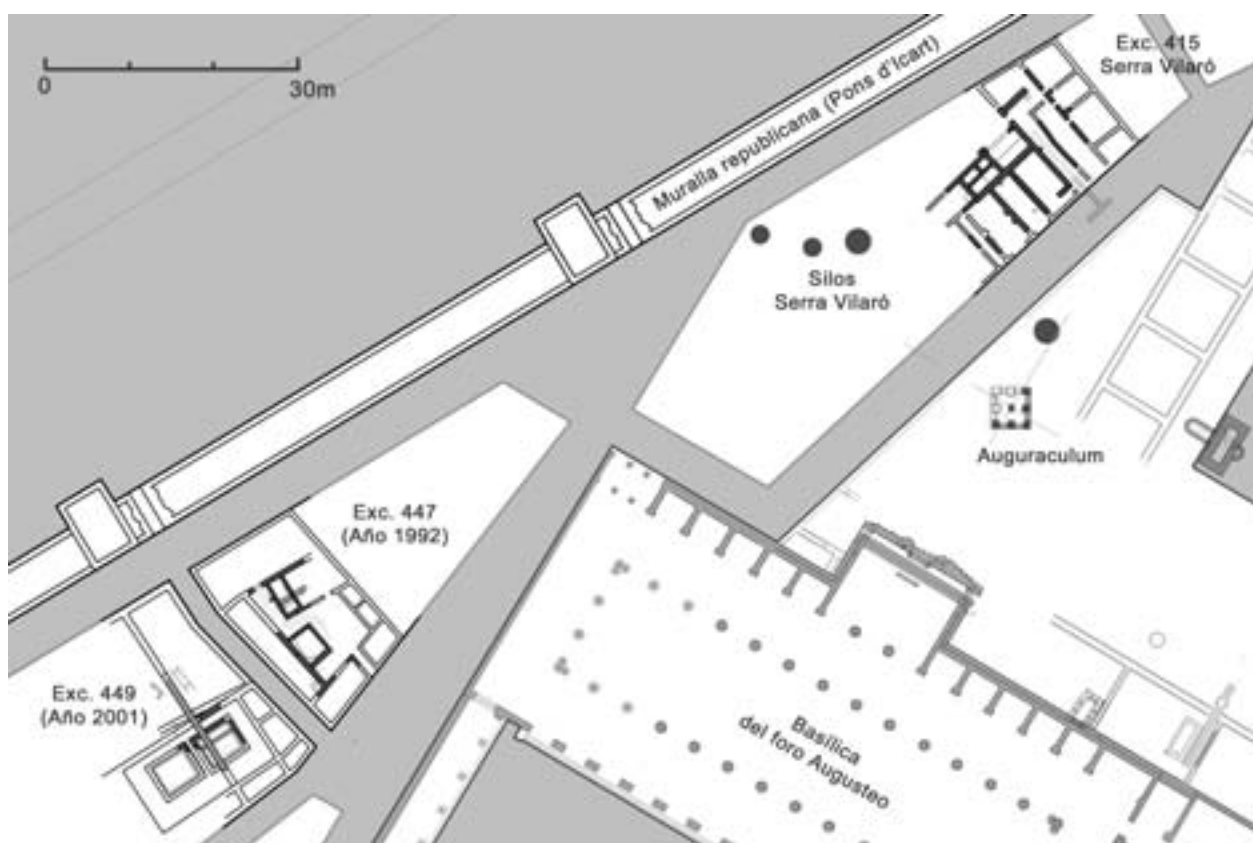 0
30m
Muralla republicana (Pons d'Icart)
Exc. 415
Serra Vilaró
Silos
Serra Vilaró
Auguraculum
Exc. 447
(Año 1992)
Exc. 449
(Año 2001)
Basílica
del foro Augusteo